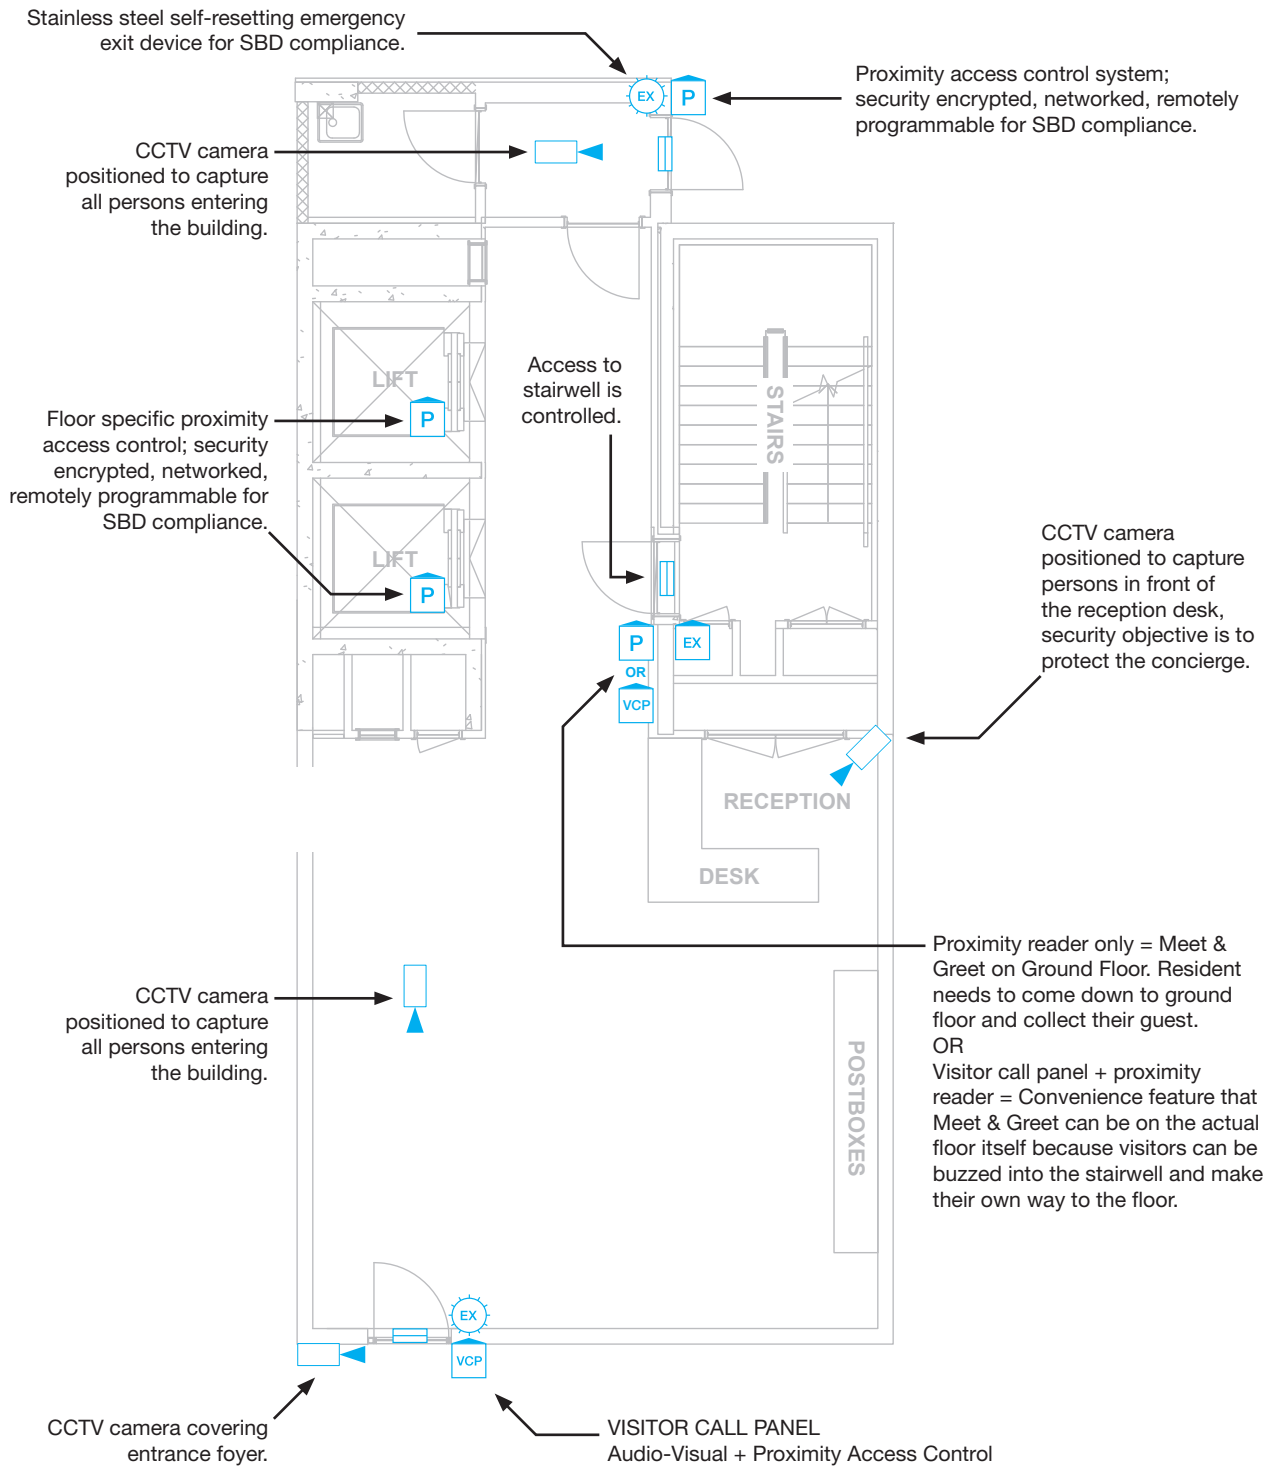 Stainless steel self-resetting emergency
exit device for SBD compliance.
EX
P
Proximity access control system;
security encrypted, networked, remotely
programmable for SBD compliance.
CCTV camera
positioned to capture
all persons entering
the building.
LIFT
P
Access to
stairwell is
controlled.
STAIRS
Floor specific proximity
access control; security
encrypted, networked,
remotely programmable for
SBD compliance.
LIFT
P
CCTV camera
positioned to capture
persons in front of
the reception desk,
security objective is to
protect the concierge.
P
EX
OR
VCP
RECEPTION
DESK
Proximity reader only = Meet &
Greet on Ground Floor. Resident
needs to come down to ground
floor and collect their guest.
OR
Visitor call panel + proximity
reader = Convenience feature that
Meet & Greet can be on the actual
floor itself because visitors can be
buzzed into the stairwell and make
their own way to the floor.
CCTV camera
positioned to capture
all persons entering
the building.
POSTBOXES
EX
VCP
CCTV camera covering
entrance foyer.
VISITOR CALL PANEL
Audio-Visual + Proximity Access Control